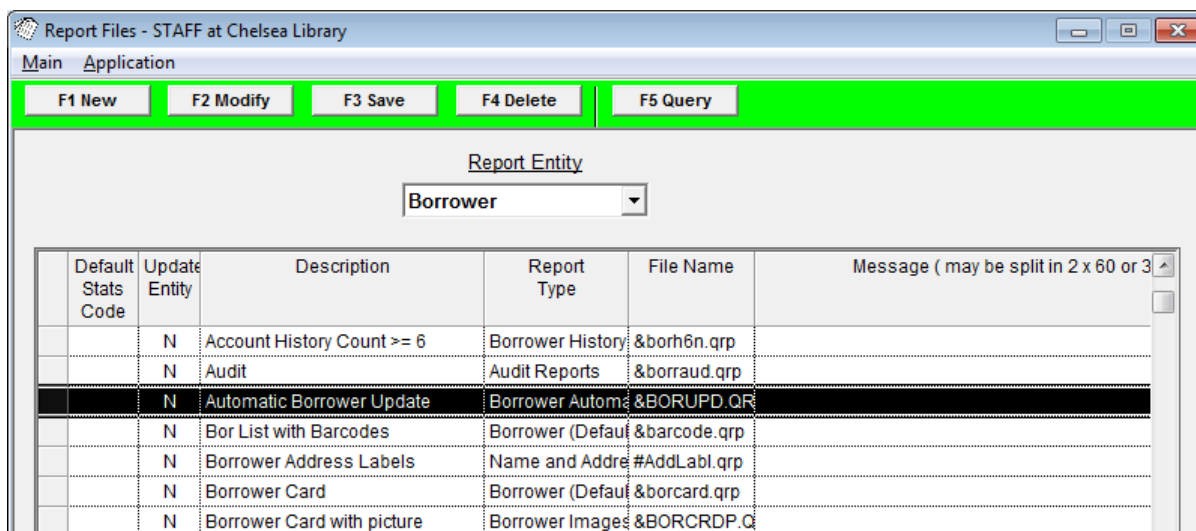 Report Files - STAFF at Chelsea Library
Main Application
F1 New F2 Modify F3 Save F4 Delete F5 Query
Report Entity
Borrower
Default Stats Code Update Entity Description Report Type File Name Message ( may be split in 2 x 60 or 3
N Account History Count >= 6 Borrower History &borh6n.qrp
N Audit Audit Reports &borraud.qrp
N Automatic Borrower Update Borrower Automa &BORUPD.QR
N Bor List with Barcodes Borrower (Defaul &barcode.qrp
N Borrower Address Labels Name and Addre #AddLabl.qrp
N Borrower Card Borrower (Defaul &borcard.qrp
N Borrower Card with picture Borrower Images &BORCRDP.Q